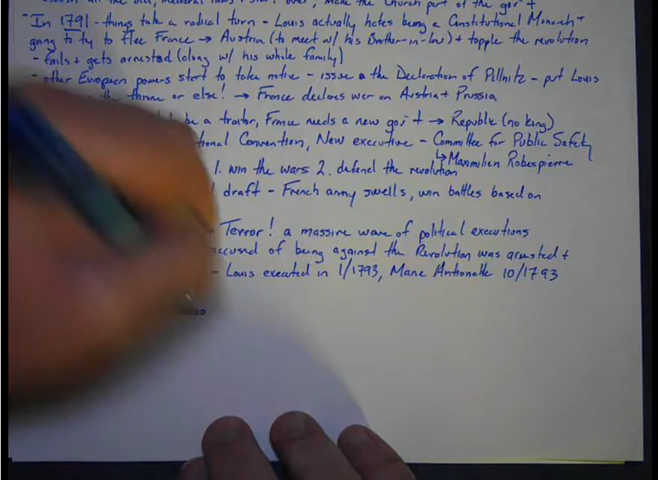 all the old, medieval laws + start over, make the Church part of the gov't
- In 1791 - things take a radical turn - Louis actually hates being a Constitutional Monarch +
going to try to flee France → Austria (to meet w/ his Brother-in-law) + topple the revolution
- fails + gets arrested (along w/ his whole family)
- other European powers start to take notice - issue the Declaration of Pillnitz - put Louis
the throne or else! → France declares war on Austria + Prussia
be a traitor, France needs a new gov't → Republic (no king)
tional Convention, New executive - Committee for Public Safety
↳ Maximilien Robespierre
1. win the wars 2. defend the revolution
draft - French army swells, win battles based on
Terror! a massive wave of political executions
accused of being against the Revolution was arrested +
- Louis executed in 1/1793, Marie Antionette 10/1793